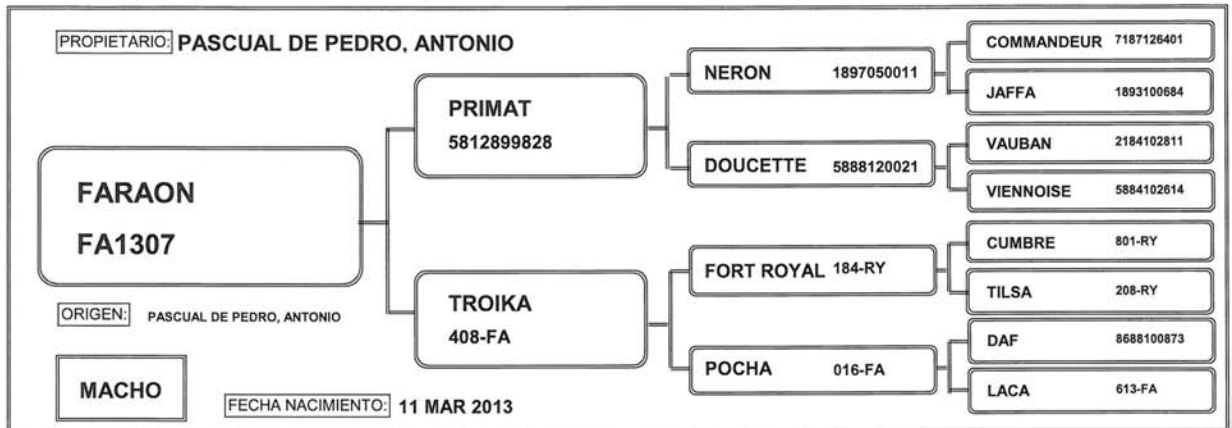 PROPIETARIO: PASCUAL DE PEDRO, ANTONIO
FARAON
FA1307
ORIGEN: PASCUAL DE PEDRO, ANTONIO
MACHO
FECHA NACIMIENTO: 11 MAR 2013
PRIMAT
5812899828
TROIKA
408-FA
NERON 1897050011
DOUCETTE 5888120021
FORT ROYAL 184-RY
POCHA 016-FA
COMMANDEUR 7187126401
JAFFA 1893100684
VAUBAN 2184102811
VIENNOISE 5884102614
CUMBRE 801-RY
TILSA 208-RY
DAF 8688100873
LACA 613-FA